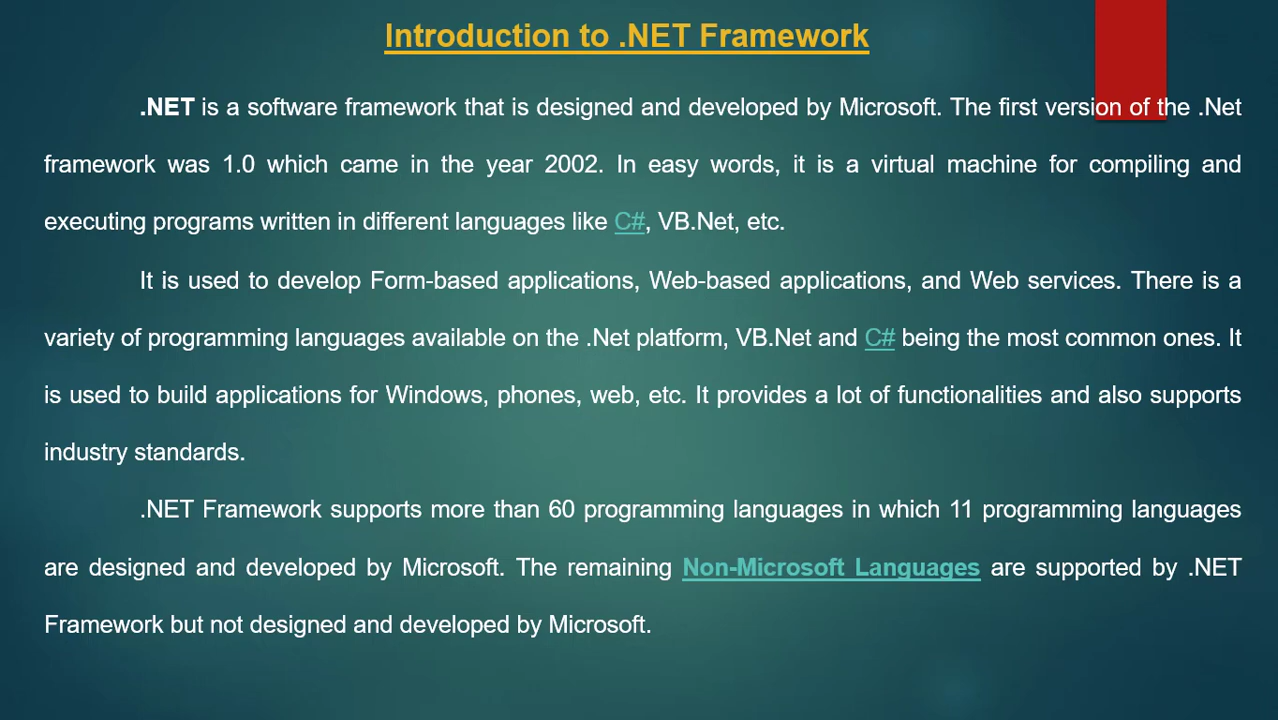 Introduction to .NET Framework
.NET is a software framework that is designed and developed by Microsoft. The first version of the .Net
framework was 1.0 which came in the year 2002. In easy words, it is a virtual machine for compiling and
executing programs written in different languages like C#, VB.Net, etc.
It is used to develop Form-based applications, Web-based applications, and Web services. There is a
variety of programming languages available on the .Net platform, VB.Net and C# being the most common ones. It
is used to build applications for Windows, phones, web, etc. It provides a lot of functionalities and also supports
industry standards.
.NET Framework supports more than 60 programming languages in which 11 programming languages
are designed and developed by Microsoft. The remaining Non-Microsoft Languages are supported by .NET
Framework but not designed and developed by Microsoft.